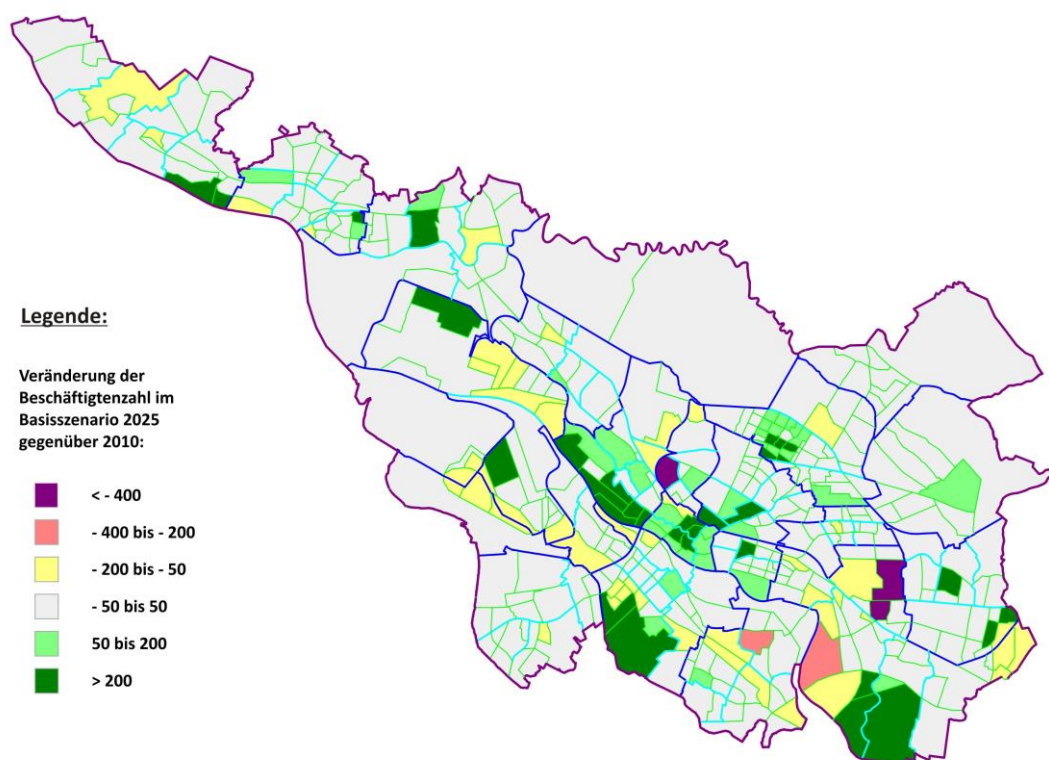 Legende:
Veränderung der
Beschäftigtenzahl im
Basisszenario 2025
gegenüber 2010:
< - 400
- 400 bis - 200
- 200 bis - 50
- 50 bis 50
50 bis 200
> 200